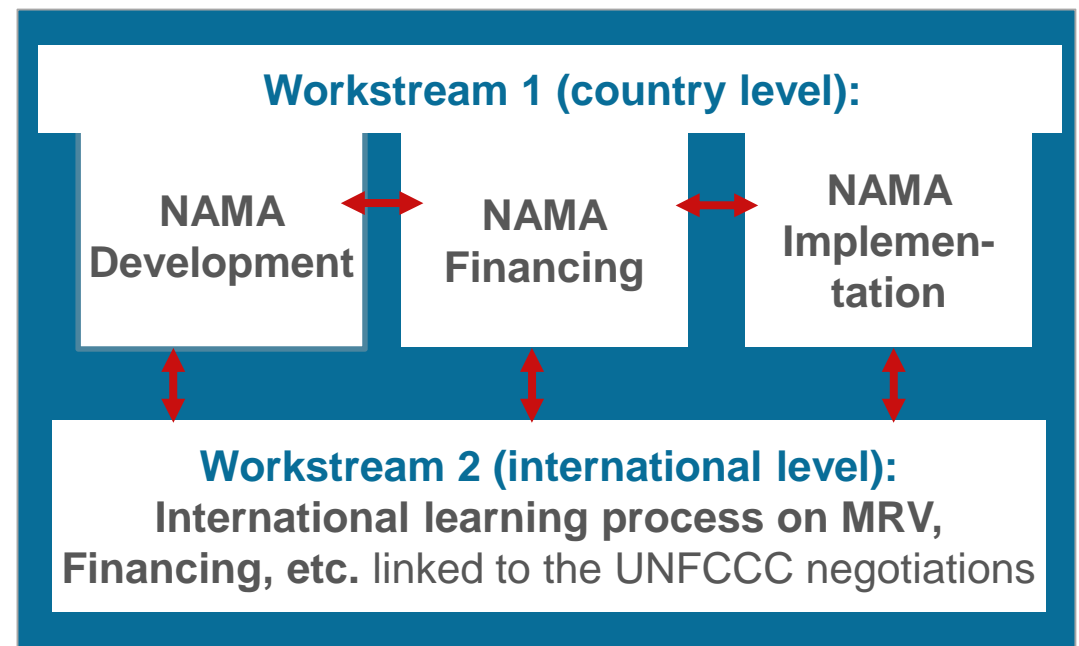 Workstream 1 (country level):
NAMA
Development
NAMA
Financing
NAMA
Implemen-
tation
Workstream 2 (international level):
International learning process on MRV,
Financing, etc. linked to the UNFCCC negotiations